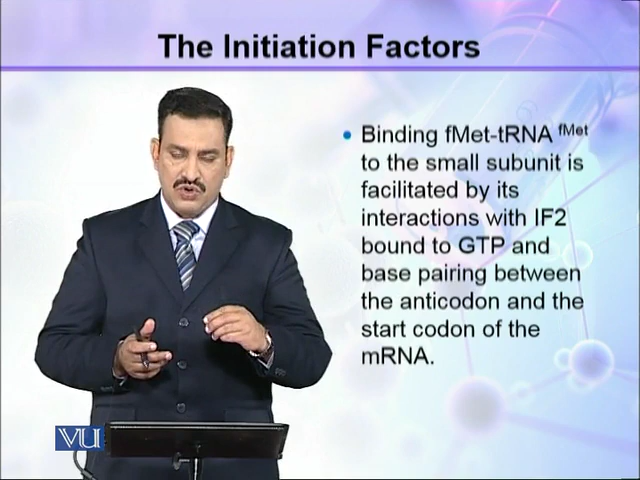 The Initiation Factors
• Binding fMet-tRNA fMet
to the small subunit is
facilitated by its
interactions with IF2
bound to GTP and
base pairing between
the anticodon and the
start codon of the
mRNA.
VU